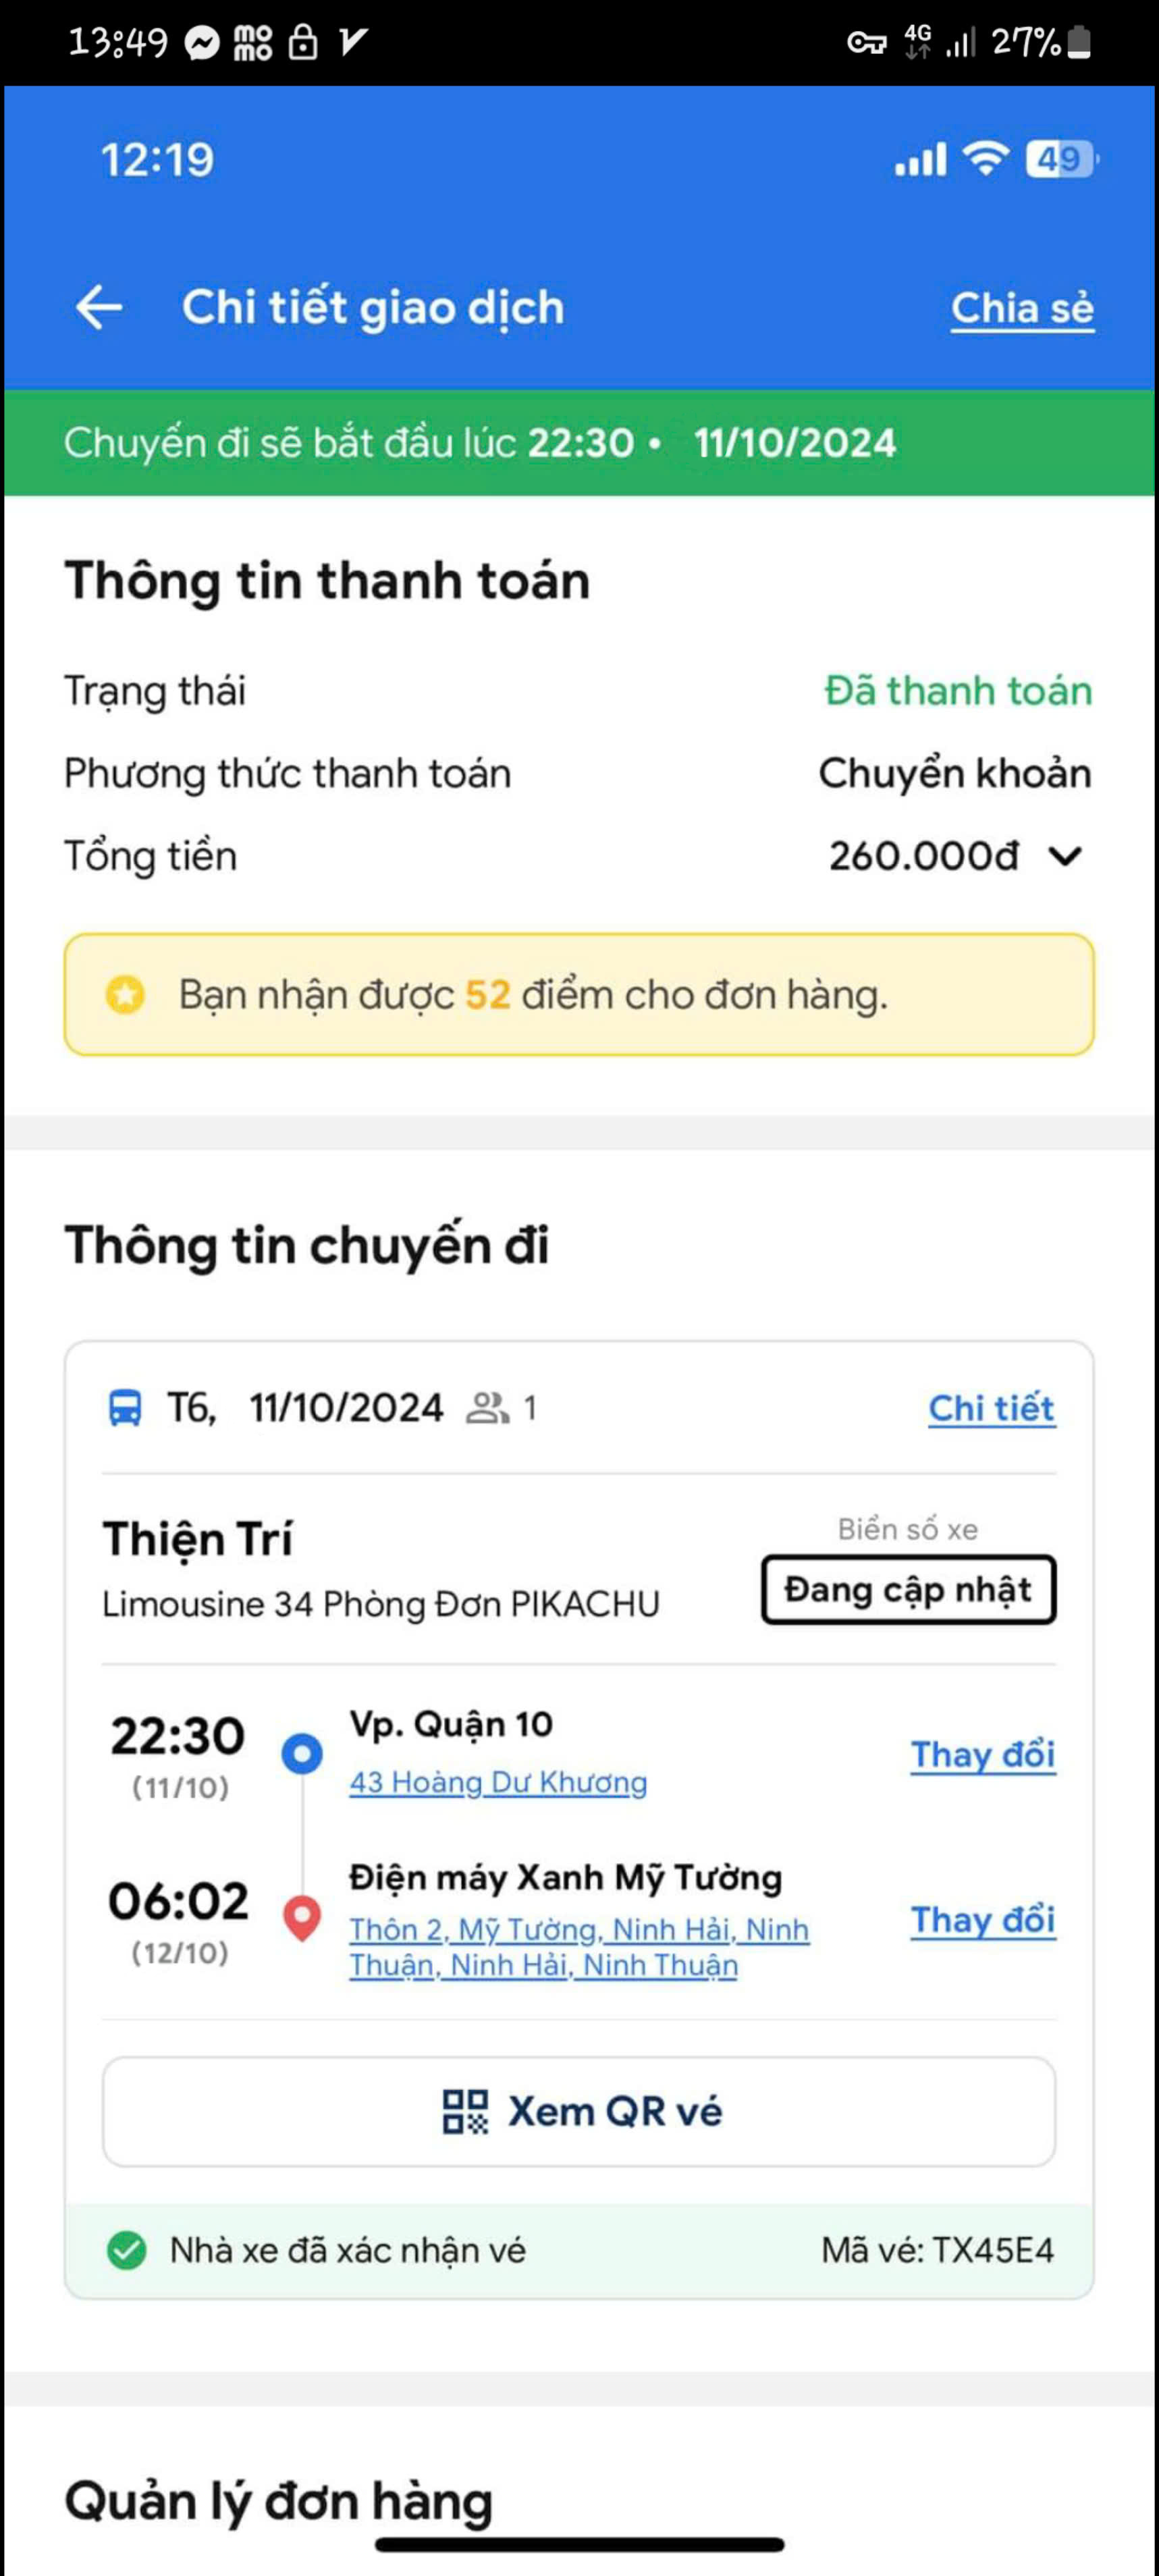 13:49 mo mo 4G 27%
12:19 49
Chi tiết giao dịch Chia sẻ
Chuyến đi sẽ bắt đầu lúc 22:30 • 11/10/2024
Thông tin thanh toán
Trạng thái Đã thanh toán
Phương thức thanh toán Chuyển khoản
Tổng tiền 260.000đ
Bạn nhận được 52 điểm cho đơn hàng.
Thông tin chuyến đi
T6, 11/10/2024 1 Chi tiết
Thiện Trí Biển số xe
Limousine 34 Phòng Đơn PIKACHU Đang cập nhật
22:30 Vp. Quận 10 Thay đổi
(11/10) 43 Hoàng Dư Khương
06:02 Điện máy Xanh Mỹ Tường Thay đổi
(12/10) Thôn 2, Mỹ Tường, Ninh Hải, Ninh
Thuận, Ninh Hải, Ninh Thuận
Xem QR vé
Nhà xe đã xác nhận vé Mã vé: TX45E4
Quản lý đơn hàng